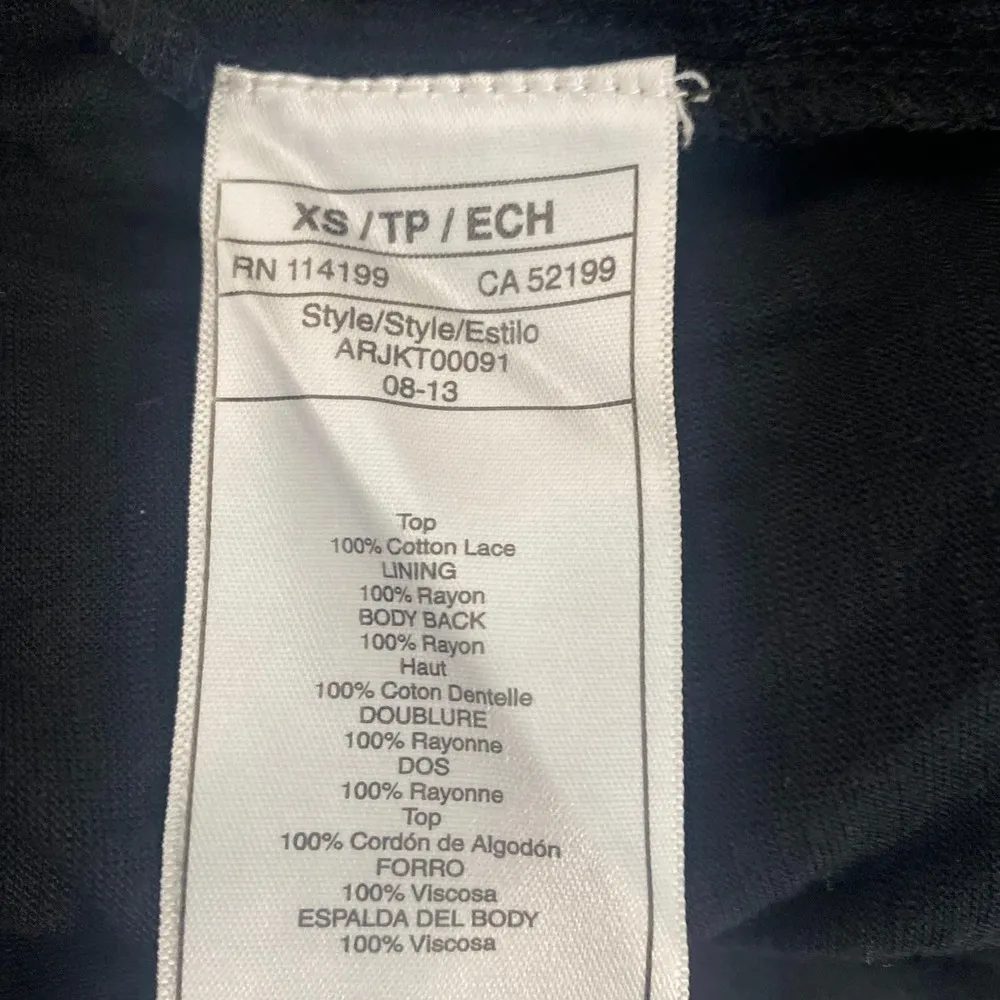 XS / TP / ECH
RN 114199 CA 52199
Style/Style/Estilo
ARJKT00091
08-13
Top
100% Cotton Lace
LINING
100% Rayon
BODY BACK
100% Rayon
Haut
100% Coton Dentelle
DOUBLURE
100% Rayonne
DOS
100% Rayonne
Top
100% Cordón de Algodón
FORRO
100% Viscosa
ESPALDA DEL BODY
100% Viscosa